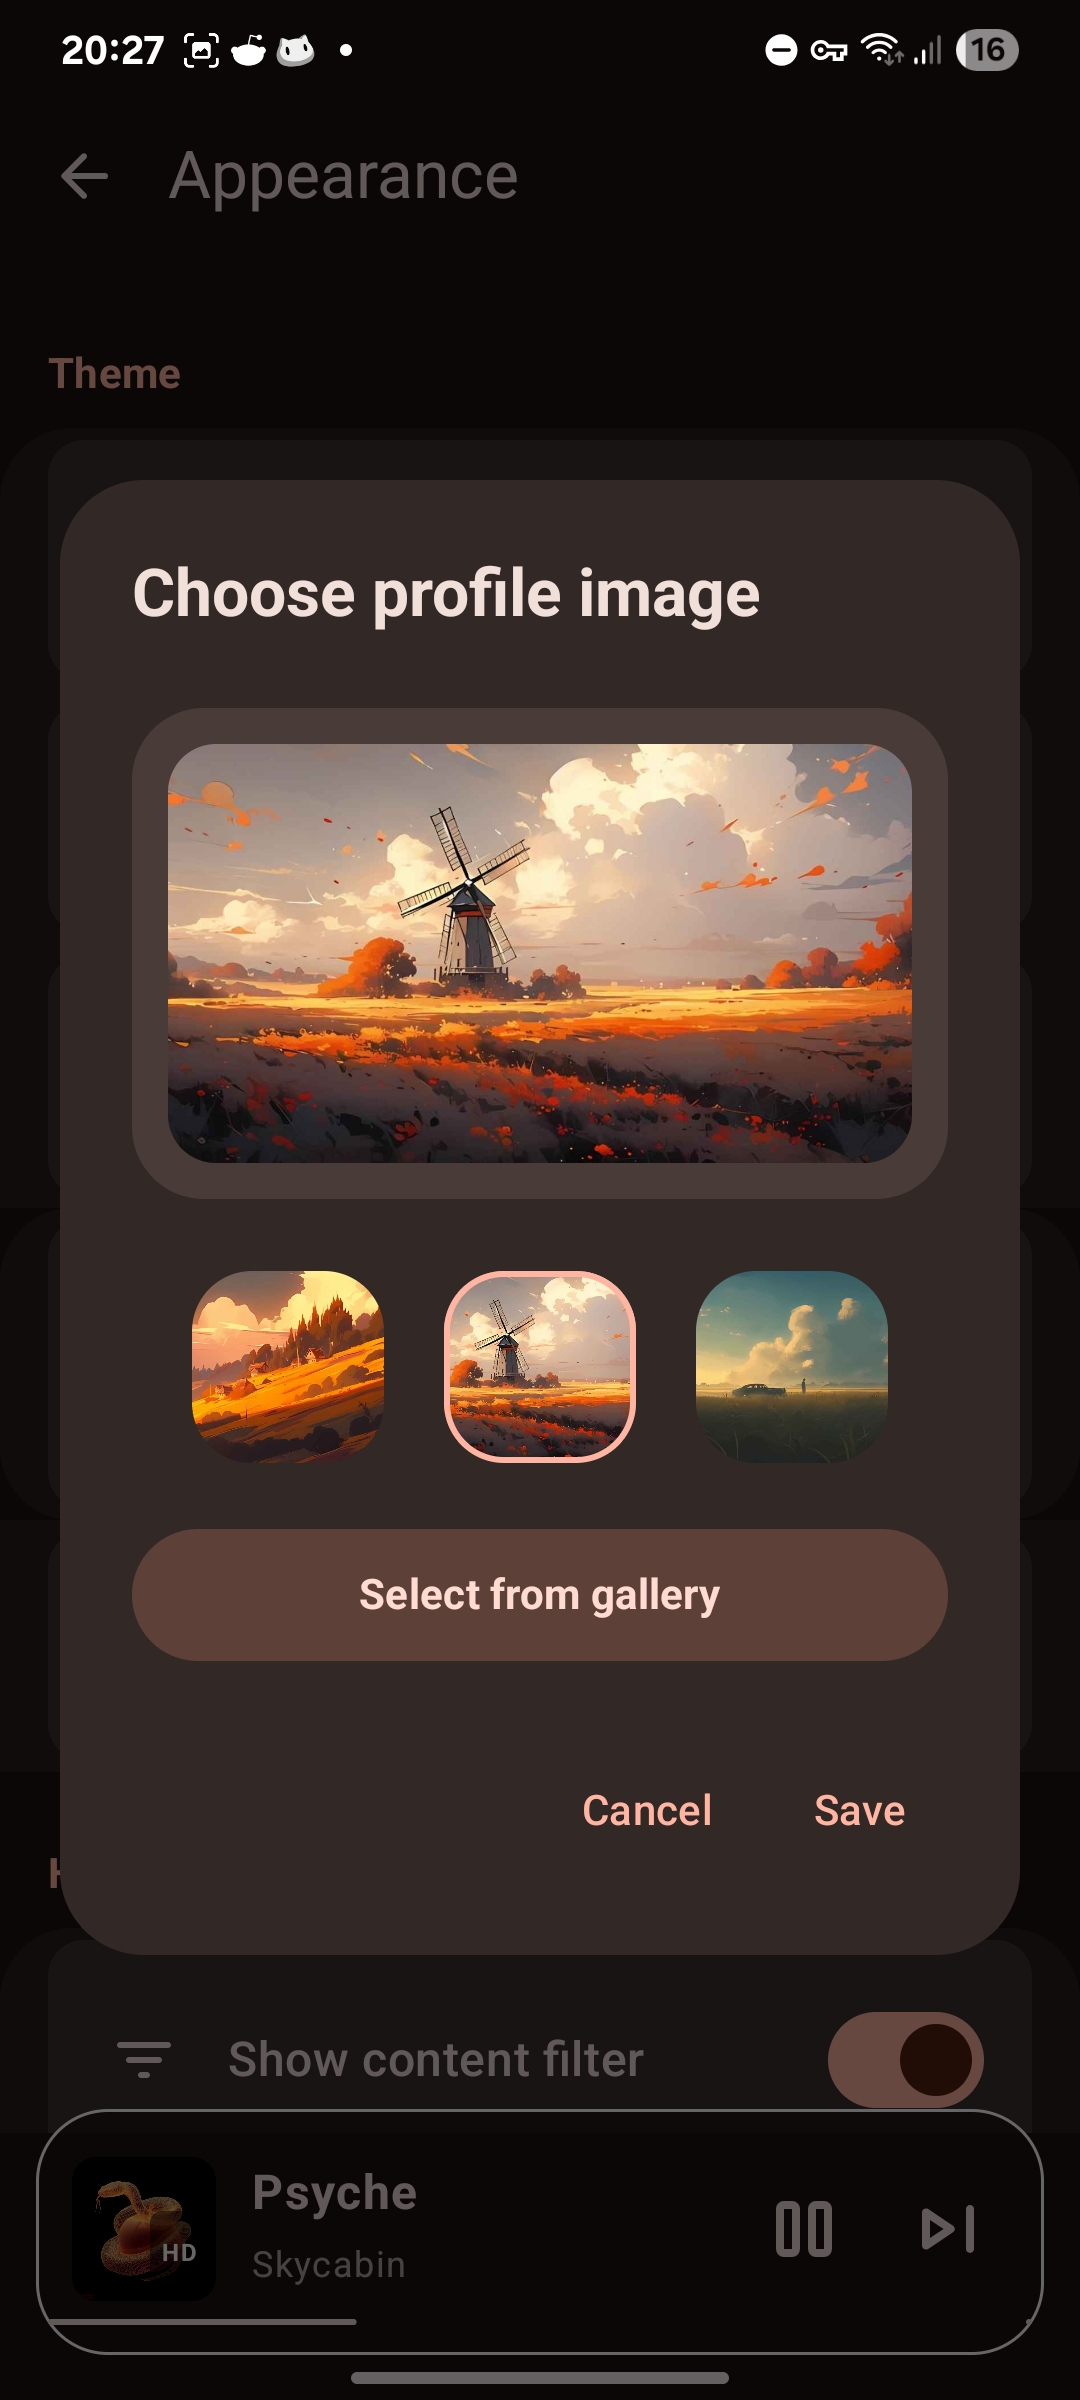 20:27
16
Appearance
Theme
Choose profile image
Select from gallery
Cancel
Save
Show content filter
Psyche
HD
Skycabin